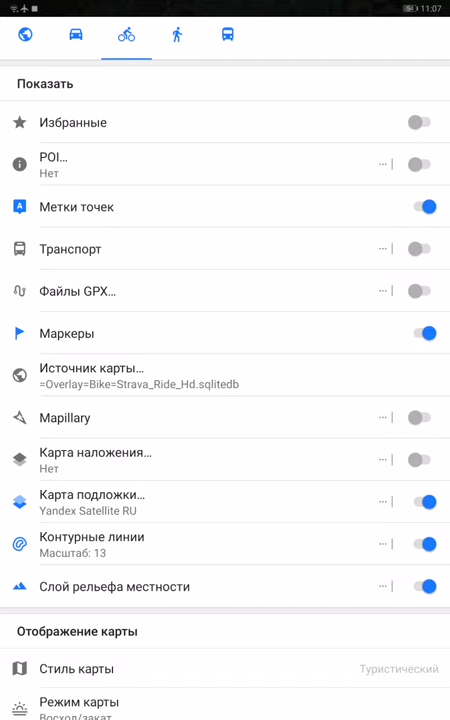 11:07
Показать
Избранные
POI...
Нет
Метки точек
Транспорт
Файлы GPX...
Маркеры
Источник карты...
=Overlay=Bike=Strava_Ride_Hd.sqlitedb
Mapillary
Карта наложения...
Нет
Карта подложки...
Yandex Satellite RU
Контурные линии
Масштаб: 13
Слой рельефа местности
Отображение карты
Стиль карты Туристический
Режим карты
Восход/закат